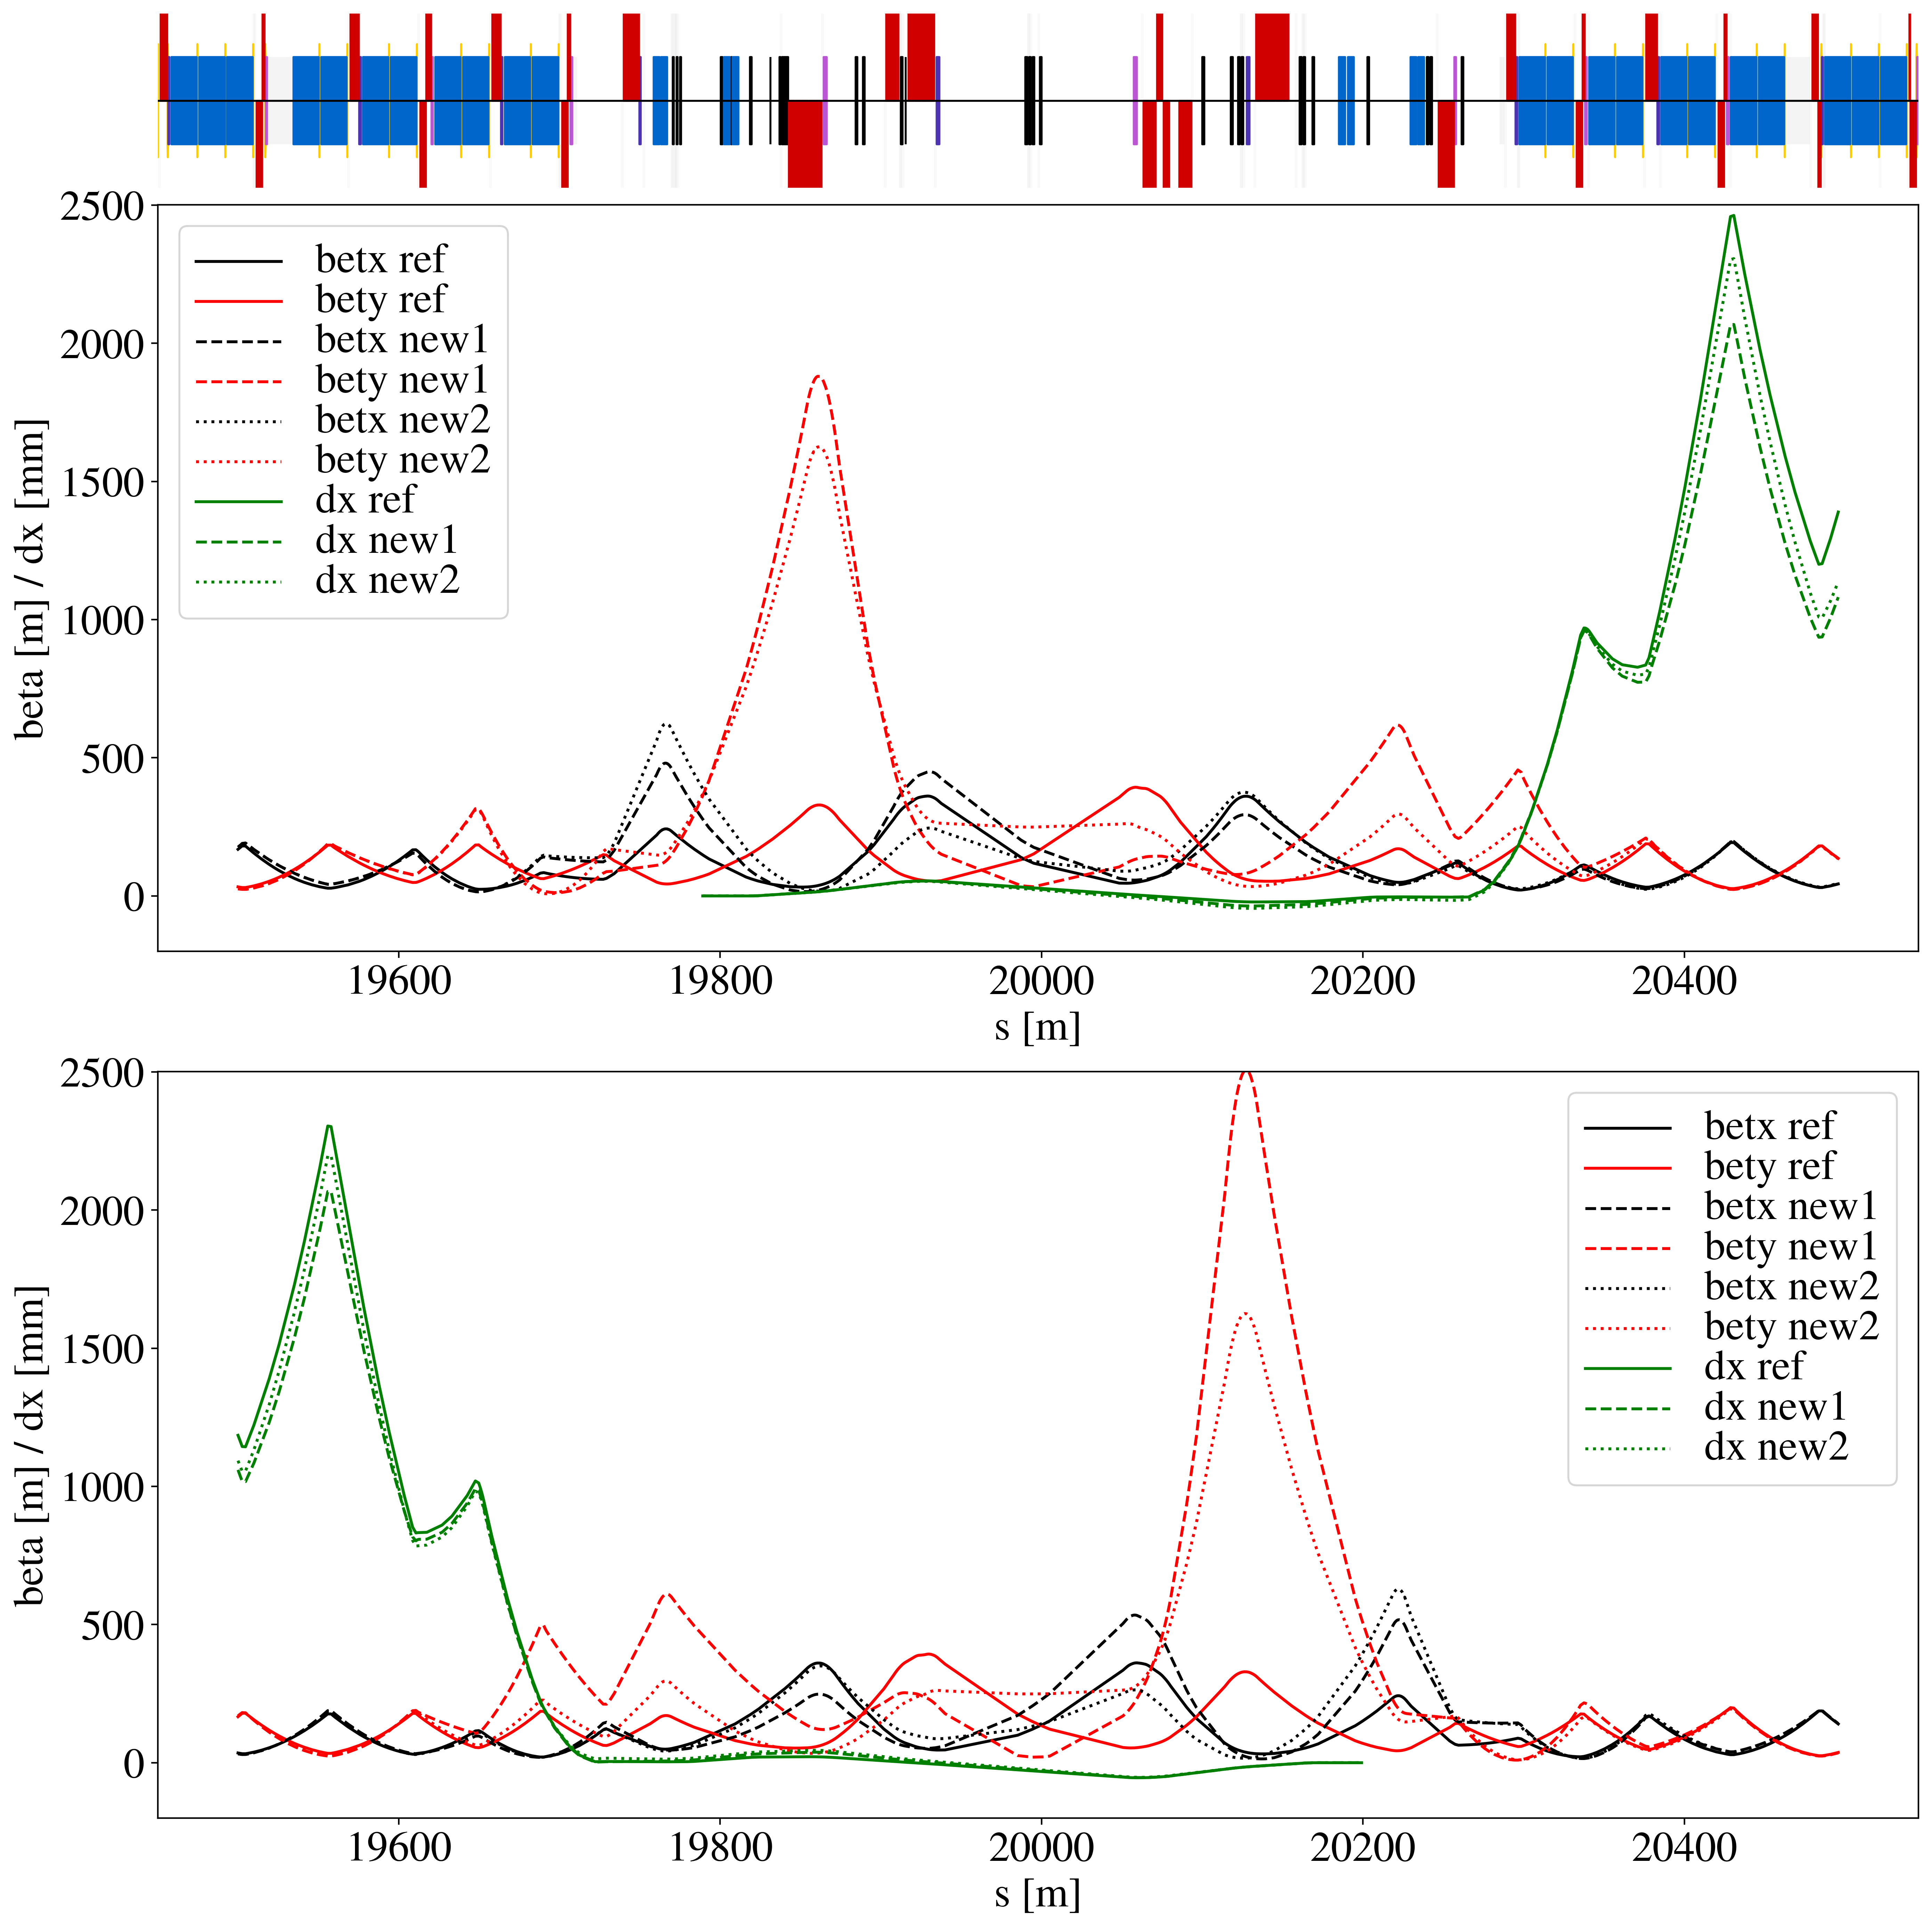 2500
2000
1500
1000
500
0
beta [m] / dx [mm]
betx ref
bety ref
betx new1
bety new1
betx new2
bety new2
dx ref
dx new1
dx new2
19600 19800 20000 20200 20400
s [m]
2500
2000
1500
1000
500
0
beta [m] / dx [mm]
betx ref
bety ref
betx new1
bety new1
betx new2
bety new2
dx ref
dx new1
dx new2
19600 19800 20000 20200 20400
s [m]